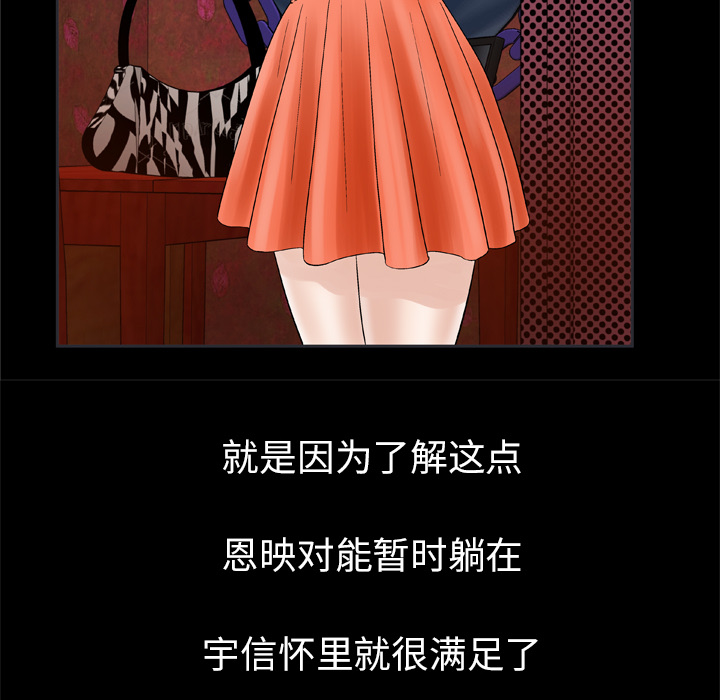 就是因为了解这点
恩映对能暂时躺在
宇信怀里就很满足了